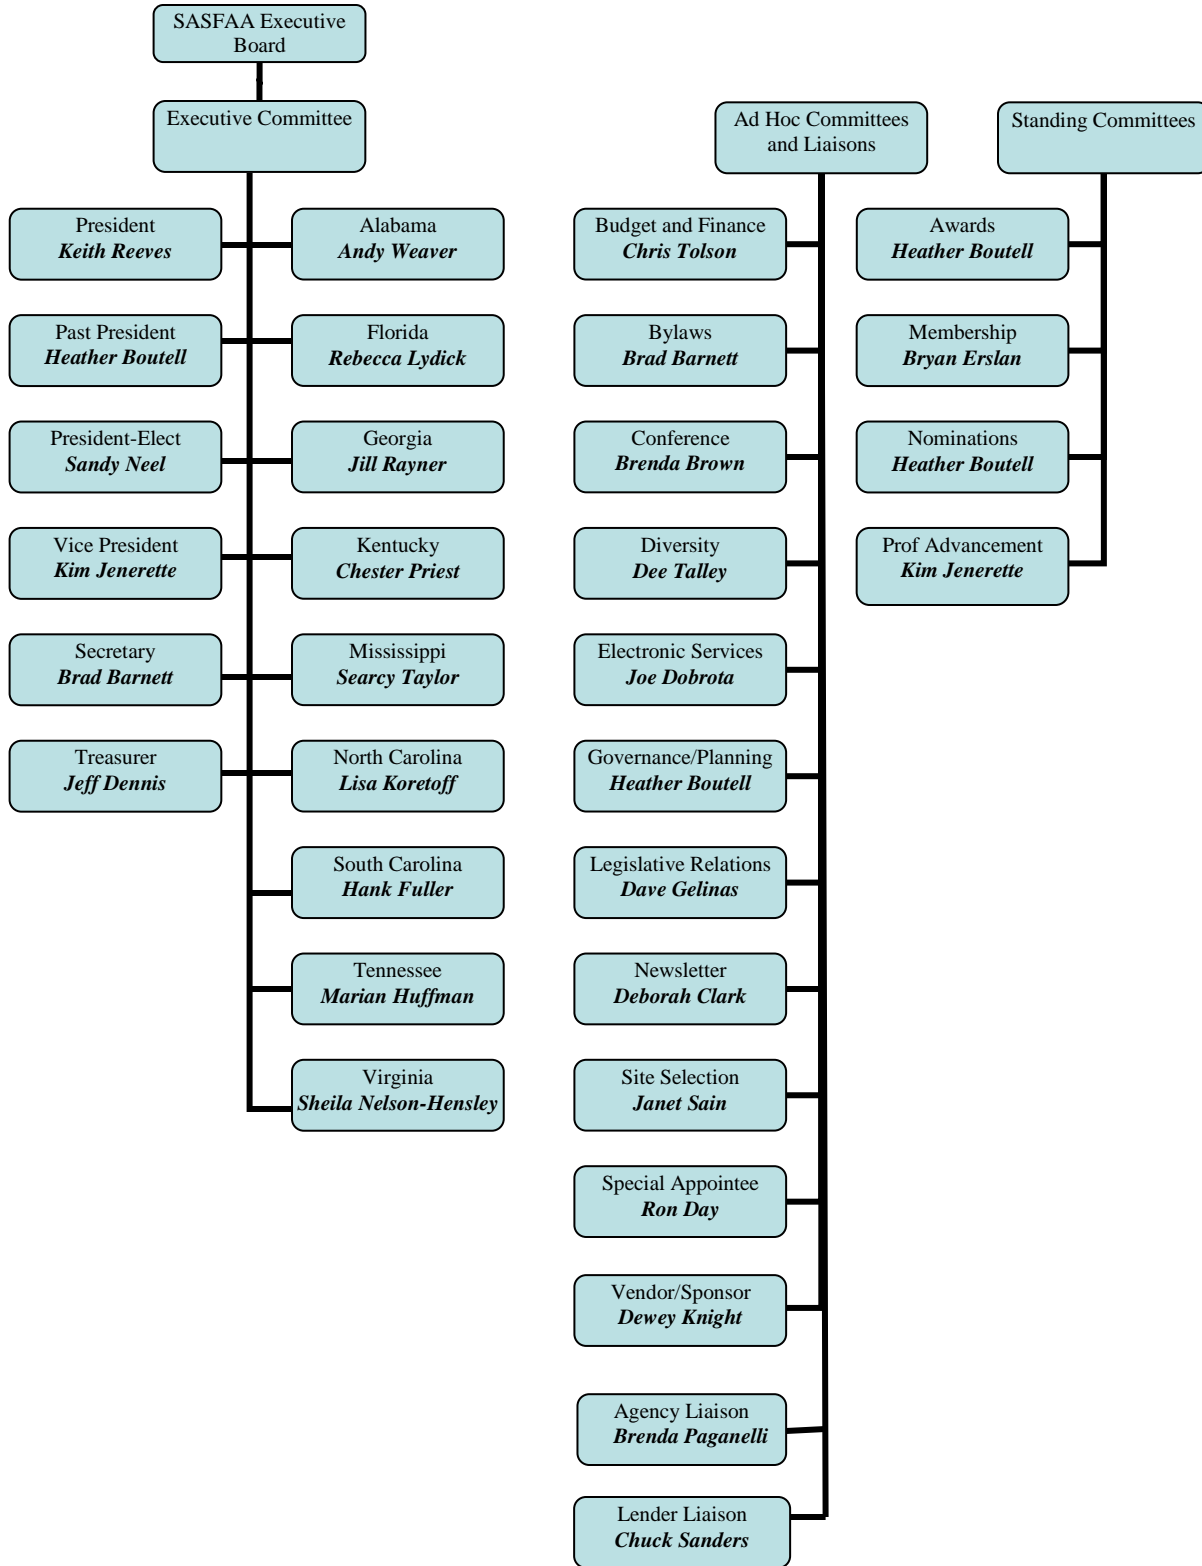 SASFAA Executive
Board
Executive Committee
President
Keith Reeves
Past President
Heather Boutell
President-Elect
Sandy Neel
Vice President
Kim Jenerette
Secretary
Brad Barnett
Treasurer
Jeff Dennis
Alabama
Andy Weaver
Florida
Rebecca Lydick
Georgia
Jill Rayner
Kentucky
Chester Priest
Mississippi
Searcy Taylor
North Carolina
Lisa Koretoff
South Carolina
Hank Fuller
Tennessee
Marian Huffman
Virginia
Sheila Nelson-Hensley
Ad Hoc Committees
and Liaisons
Budget and Finance
Chris Tolson
Bylaws
Brad Barnett
Conference
Brenda Brown
Diversity
Dee Talley
Electronic Services
Joe Dobrota
Governance/Planning
Heather Boutell
Legislative Relations
Dave Gelinas
Newsletter
Deborah Clark
Site Selection
Janet Sain
Special Appointee
Ron Day
Vendor/Sponsor
Dewey Knight
Agency Liaison
Brenda Paganelli
Lender Liaison
Chuck Sanders
Standing Committees
Awards
Heather Boutell
Membership
Bryan Erslan
Nominations
Heather Boutell
Prof Advancement
Kim Jenerette